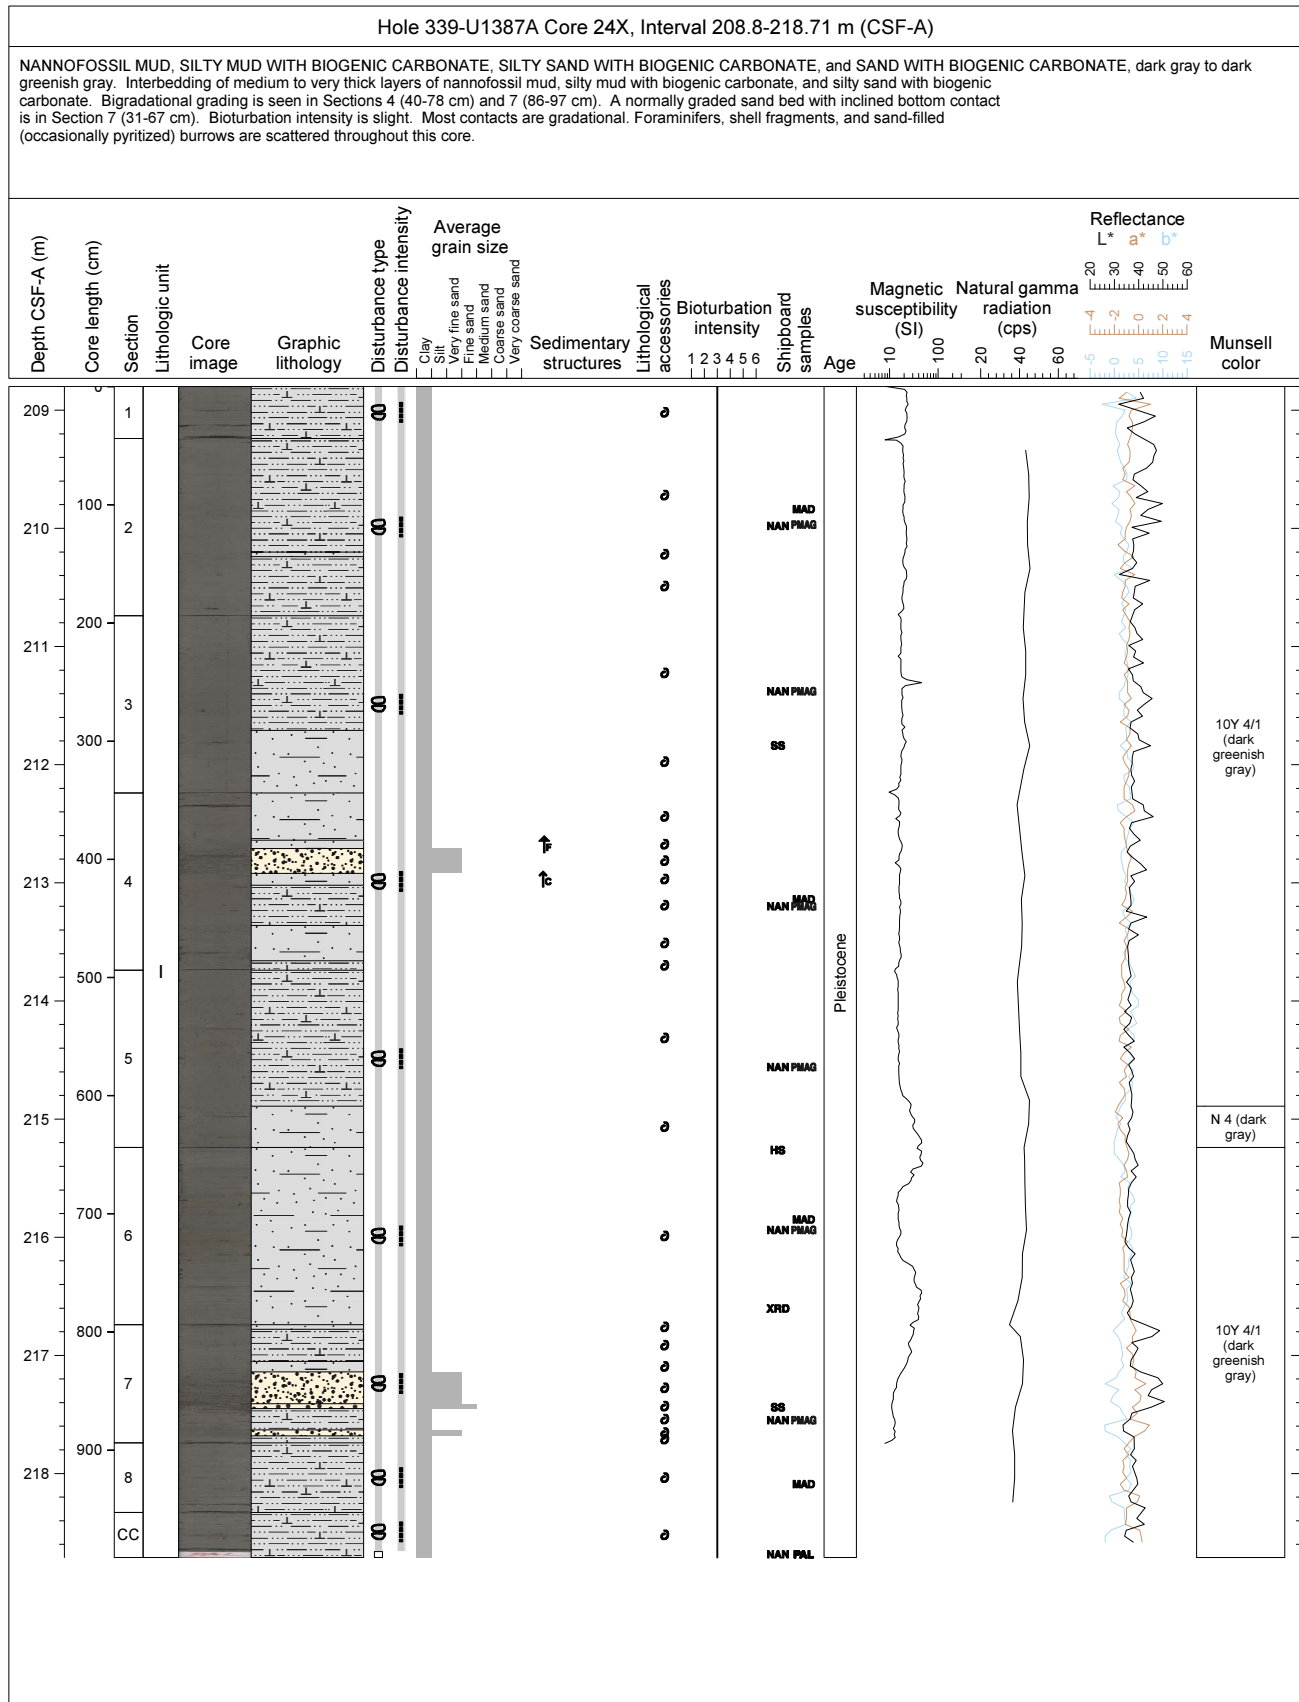 Hole 339-U1387A Core 24X, Interval 208.8-218.71 m (CSF-A)
NANNOFOSSIL MUD, SILTY MUD WITH BIOGENIC CARBONATE, SILTY SAND WITH BIOGENIC CARBONATE, and SAND WITH BIOGENIC CARBONATE, dark gray to dark
greenish gray. Interbedding of medium to very thick layers of nannofossil mud, silty mud with biogenic carbonate, and silty sand with biogenic
carbonate. Bigradational grading is seen in Sections 4 (40-78 cm) and 7 (86-97 cm). A normally graded sand bed with inclined bottom contact
is in Section 7 (31-67 cm). Bioturbation intensity is slight. Most contacts are gradational. Foraminifers, shell fragments, and sand-filled
(occasionally pyritized) burrows are scattered throughout this core.
Depth CSF-A (m)
Core length (cm)
Section
Lithologic unit
Core
image
Graphic
lithology
Disturbance type
Disturbance intensity
Average
grain size
Clay
Silt
Very fine sand
Fine sand
Medium sand
Coarse sand
Very coarse sand
Sedimentary
structures
Lithological
accessories
Bioturbation
intensity
1 2 3 4 5 6
Shipboard
samples
Age
Magnetic
susceptibility
(SI)
10 100
Natural gamma
radiation
(cps)
20 40 60
Reflectance
L* a* b*
20 30 40 50 60
-4 -2 0 2 4
-5 0 5 10 15
Munsell
color
209
210
211
212
213
214
215
216
217
218
0
100
200
300
400
500
600
700
800
900
1
2
3
4
5
6
7
8
CC
I
F
C
MAD
NAN PMAG
NAN PMAG
SS
MAD
NAN PMAG
NAN PMAG
HS
MAD
NAN PMAG
XRD
SS
NAN PMAG
MAD
NAN PAL
Pleistocene
10Y 4/1
(dark
greenish
gray)
N 4 (dark
gray)
10Y 4/1
(dark
greenish
gray)